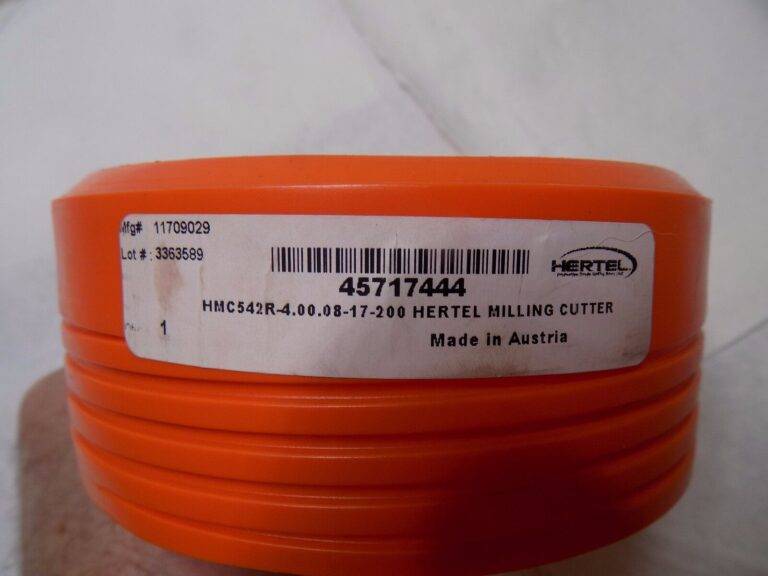 Mfg# 11709029
Lot # : 3363589
HERTEL
45717444
HMC542R-4.00.08-17-200 HERTEL MILLING CUTTER
1
Made in Austria